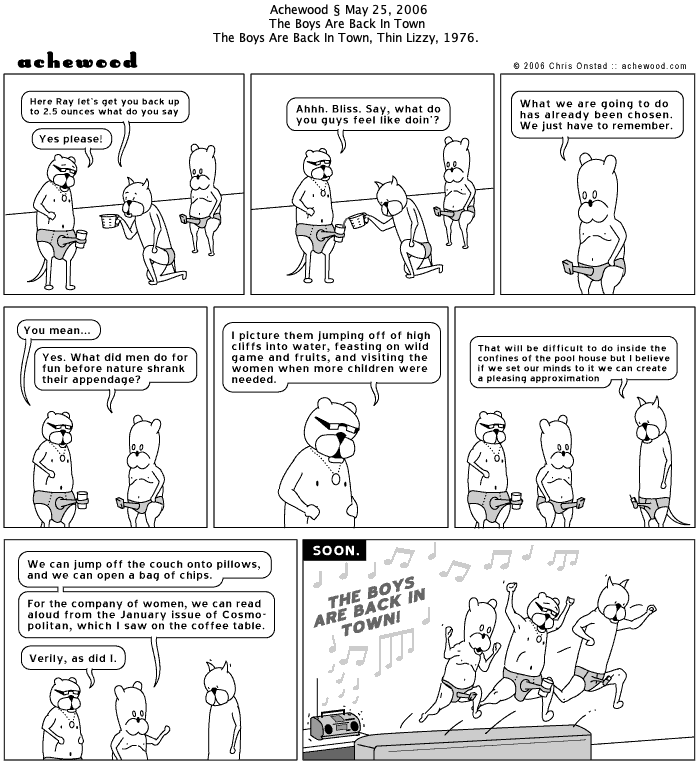 Achewood § May 25, 2006
The Boys Are Back In Town
The Boys Are Back In Town, Thin Lizzy, 1976.
achewood
© 2006 Chris Onstad :: achewood.com
Here Ray let's get you back up
to 2.5 ounces what do you say
Yes please!
Ahhh. Bliss. Say, what do
you guys feel like doin'?
What we are going to do
has already been chosen.
We just have to remember.
You mean...
Yes. What did men do for
fun before nature shrank
their appendage?
I picture them jumping off of high
cliffs into water, feasting on wild
game and fruits, and visiting the
women when more children were
needed.
That will be difficult to do inside the
confines of the pool house but I believe
if we set our minds to it we can create
a pleasing approximation
We can jump off the couch onto pillows,
and we can open a bag of chips.
For the company of women, we can read
aloud from the January issue of Cosmo-
politan, which I saw on the coffee table.
Verily, as did I.
SOON.
THE BOYS
ARE BACK IN
TOWN!